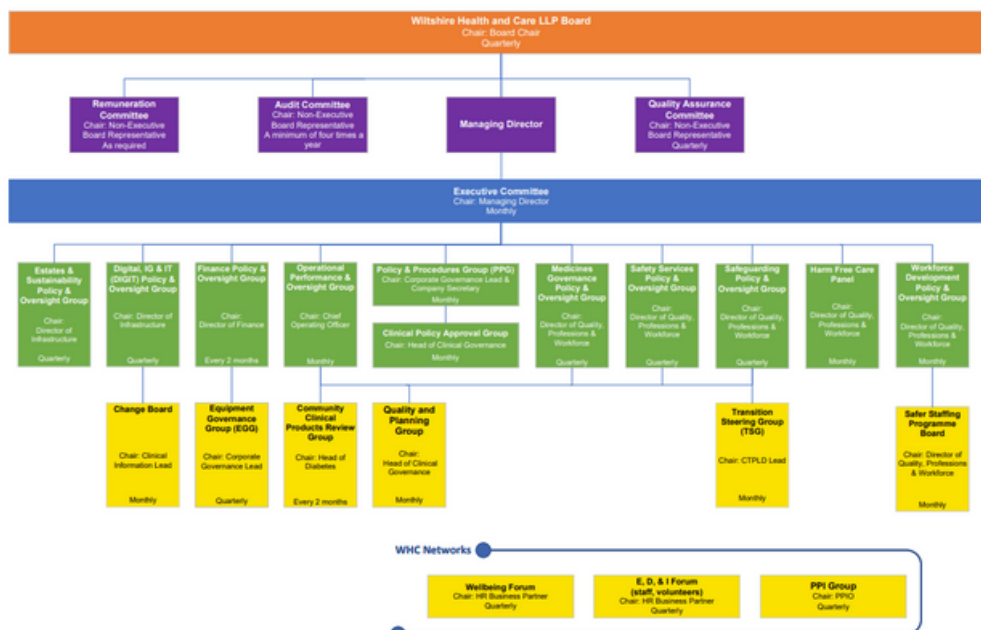 Wiltshire Health and Care LLP Board
Chair: Board Chair
Quarterly
Remuneration
Committee
Chair: Non-Executive
Board Representative
As required
Audit Committee
Chair: Non-Executive
Board Representative
A minimum of four times a
year
Managing Director
Quality Assurance
Committee
Chair: Non-Executive
Board Representative
Quarterly
Executive Committee
Chair: Managing Director
Monthly
Estates &
Sustainability
Policy &
Oversight Group
Chair:
Director of
Infrastructure
Quarterly
Digital, IG & IT
(DIGIT) Policy &
Oversight Group
Chair: Director of
Infrastructure
Quarterly
Finance Policy &
Oversight Group
Chair:
Director of Finance
Every 2 months
Operational
Performance &
Oversight Group
Chair: Chief
Operating Officer
Monthly
Policy & Procedures Group (PPG)
Chair: Corporate Governance Lead &
Company Secretary
Monthly
Clinical Policy Approval Group
Chair: Head of Clinical Governance
Monthly
Medicines
Governance
Policy &
Oversight Group
Chair:
Director of Quality,
Professions &
Workforce
Quarterly
Safety Services
Policy &
Oversight Group
Chair:
Director of Quality,
Professions &
Workforce
Quarterly
Safeguarding
Policy &
Oversight Group
Chair:
Director of Quality,
Professions &
Workforce
Quarterly
Harm Free Care
Panel
Chair:
Director of Quality,
Professions &
Workforce
Monthly
Workforce
Development
Policy &
Oversight Group
Chair:
Director of Quality,
Professions &
Workforce
Monthly
Change Board
Chair: Clinical
Information Lead
Monthly
Equipment
Governance
Group (EGG)
Chair: Corporate
Governance Lead
Quarterly
Community
Clinical
Products Review
Group
Chair: Head of
Diabetes
Every 2 months
Quality and
Planning
Group
Chair:
Head of Clinical
Governance
Monthly
Transition
Steering Group
(TSG)
Chair: CTPLD Lead
Monthly
Safer Staffing
Programme
Board
Chair: Director of
Quality, Professions
& Workforce
Monthly
WHC Networks
Wellbeing Forum
Chair: HR Business Partner
Quarterly
E, D, & I Forum
(staff, volunteers)
Chair: HR Business Partner
Quarterly
PPI Group
Chair: PPIO
Quarterly